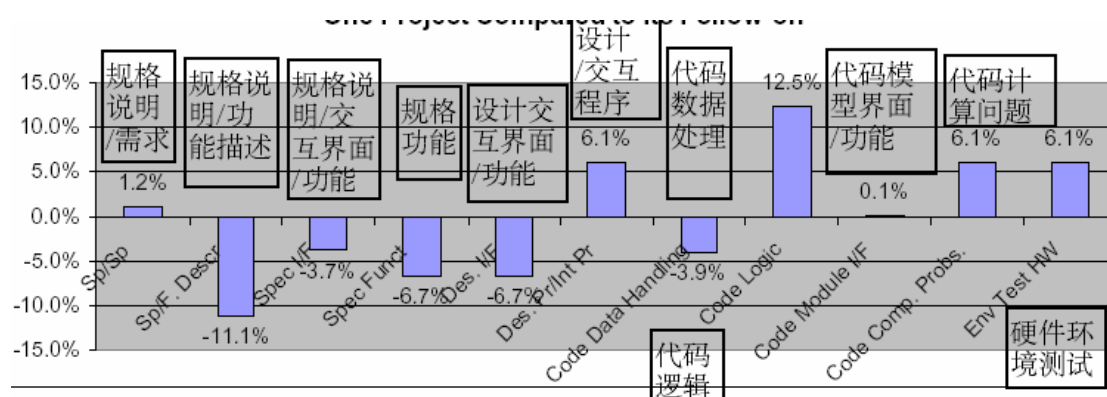 One Project Compared to Its Follow-on
规格
说明
/需求
规格说
明/功
能描述
规格说
明/交
互界面
/功能
规格
功能
设计交
互界面
/功能
设计
/交互
程序
代码
数据
处理
代码模
型界面
/功能
代码计
算问题
15.0%
10.0%
5.0%
0.0%
-5.0%
-10.0%
-15.0%
1.2%
-11.1%
-3.7%
-6.7%
-6.7%
6.1%
-3.9%
12.5%
0.1%
6.1%
6.1%
Sp/Sp
Sp/F. Descr
Spec I/F
Spec Funct
Des. I/F
Des. Pr/Int Pr
Code Data Handling
Code Logic
Code Module I/F
Code Comp. Probs.
Env Test HW
代码
逻辑
硬件环
境测试